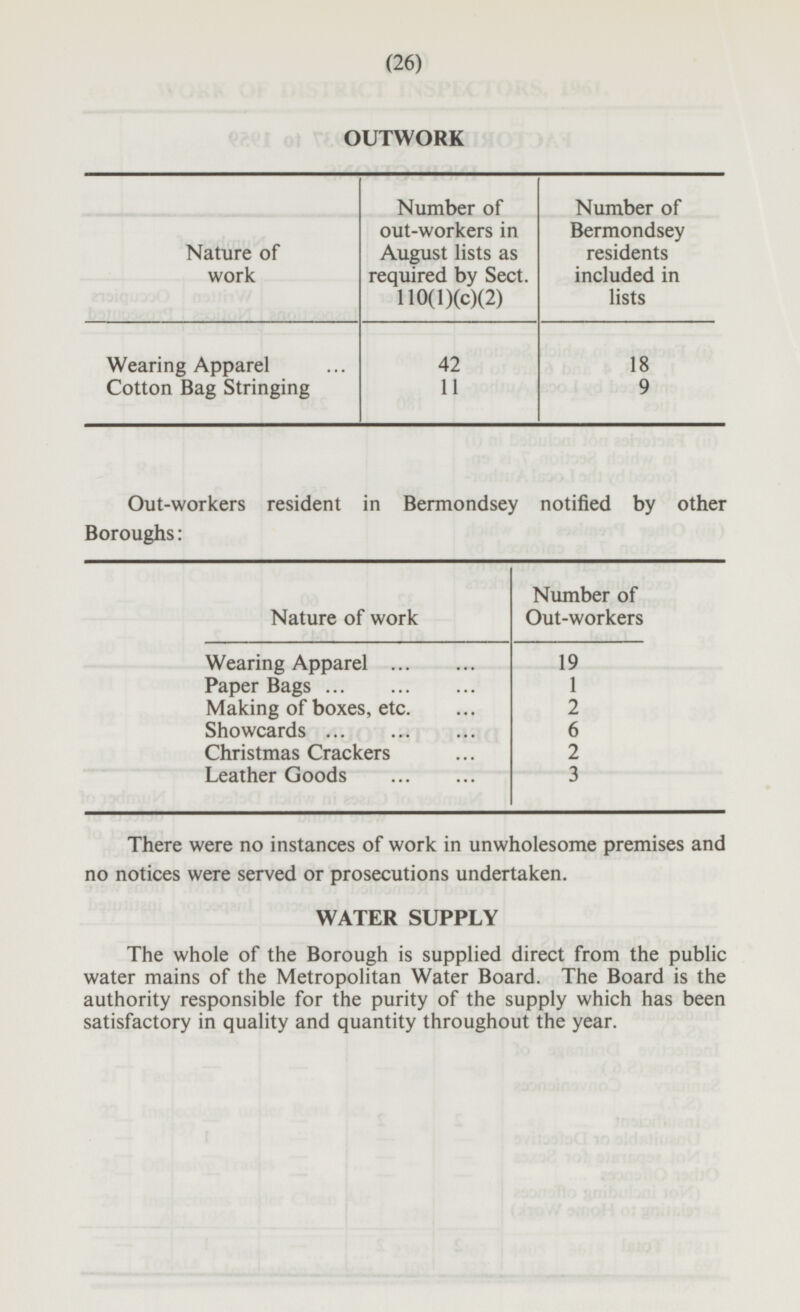 (26)
OUTWORK
Nature of
work
Number of
out-workers in
August lists as
required by Sect.
110(1)(c)(2)
Number of
Bermondsey
residents
included in
lists
Wearing Apparel ... 42 18
Cotton Bag Stringing 11 9
Out-workers resident in Bermondsey notified by other
Boroughs:
Nature of work
Number of
Out-workers
Wearing Apparel ... ... 19
Paper Bags ... ... ... 1
Making of boxes, etc. ... 2
Showcards ... ... ... 6
Christmas Crackers ... 2
Leather Goods ... ... 3
There were no instances of work in unwholesome premises and
no notices were served or prosecutions undertaken.
WATER SUPPLY
The whole of the Borough is supplied direct from the public
water mains of the Metropolitan Water Board. The Board is the
authority responsible for the purity of the supply which has been
satisfactory in quality and quantity throughout the year.